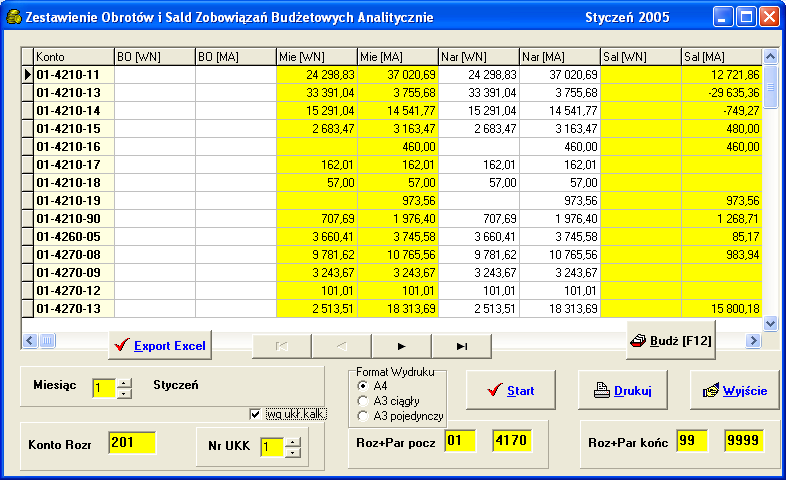 Zestawienie Obrotów i Sald Zobowiązań Budżetowych Analitycznie Styczeń 2005
Konto BO [WN] BO [MA] Mie [WN] Mie [MA] Nar [WN] Nar [MA] Sal [WN] Sal [MA]
01-4210-11 24 298,83 37 020,69 24 298,83 37 020,69 12 721,86
01-4210-13 33 391,04 3 755,68 33 391,04 3 755,68 -29 635,36
01-4210-14 15 291,04 14 541,77 15 291,04 14 541,77 -749,27
01-4210-15 2 683,47 3 163,47 2 683,47 3 163,47 480,00
01-4210-16 460,00 460,00 460,00
01-4210-17 162,01 162,01 162,01 162,01
01-4210-18 57,00 57,00 57,00 57,00
01-4210-19 973,56 973,56 973,56
01-4210-90 707,69 1 976,40 707,69 1 976,40 1 268,71
01-4260-05 3 660,41 3 745,58 3 660,41 3 745,58 85,17
01-4270-08 9 781,62 10 765,56 9 781,62 10 765,56 983,94
01-4270-09 3 243,67 3 243,67 3 243,67 3 243,67
01-4270-12 101,01 101,01 101,01 101,01
01-4270-13 2 513,51 18 313,69 2 513,51 18 313,69 15 800,18
Export Excel Budż [F12]
Miesiąc 1 Styczeń
wg ukł.kalk.
Format Wydruku
A4
A3 ciągły
A3 pojedynczy
Start Drukuj Wyjście
Konto Rozr 201 Nr UKK 1
Roz+Par pocz 01 4170
Roz+Par końc 99 9999